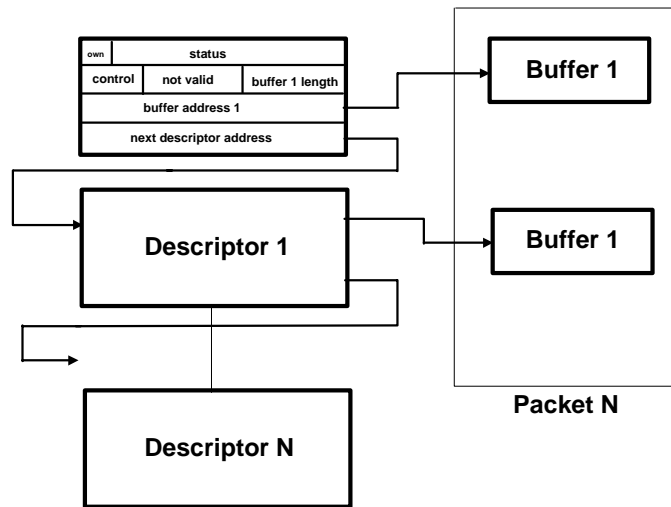 own status
control not valid buffer 1 length
buffer address 1
next descriptor address
Buffer 1
Descriptor 1
Buffer 1
Descriptor N
Packet N